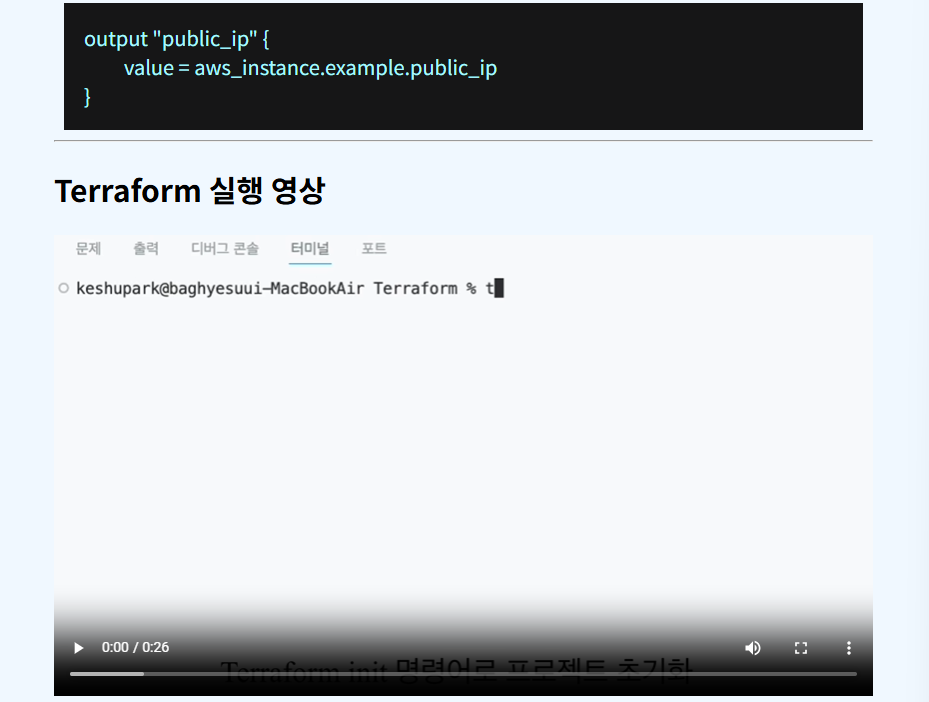 output "public_ip" {
value = aws_instance.example.public_ip
}
Terraform 실행 영상
문제 출력 디버그 콘솔 터미널 포트
keshupark@baghyesuui-MacBookAir Terraform % t
0:00 / 0:26
Terraform init 명령어로 프로젝트 초기화